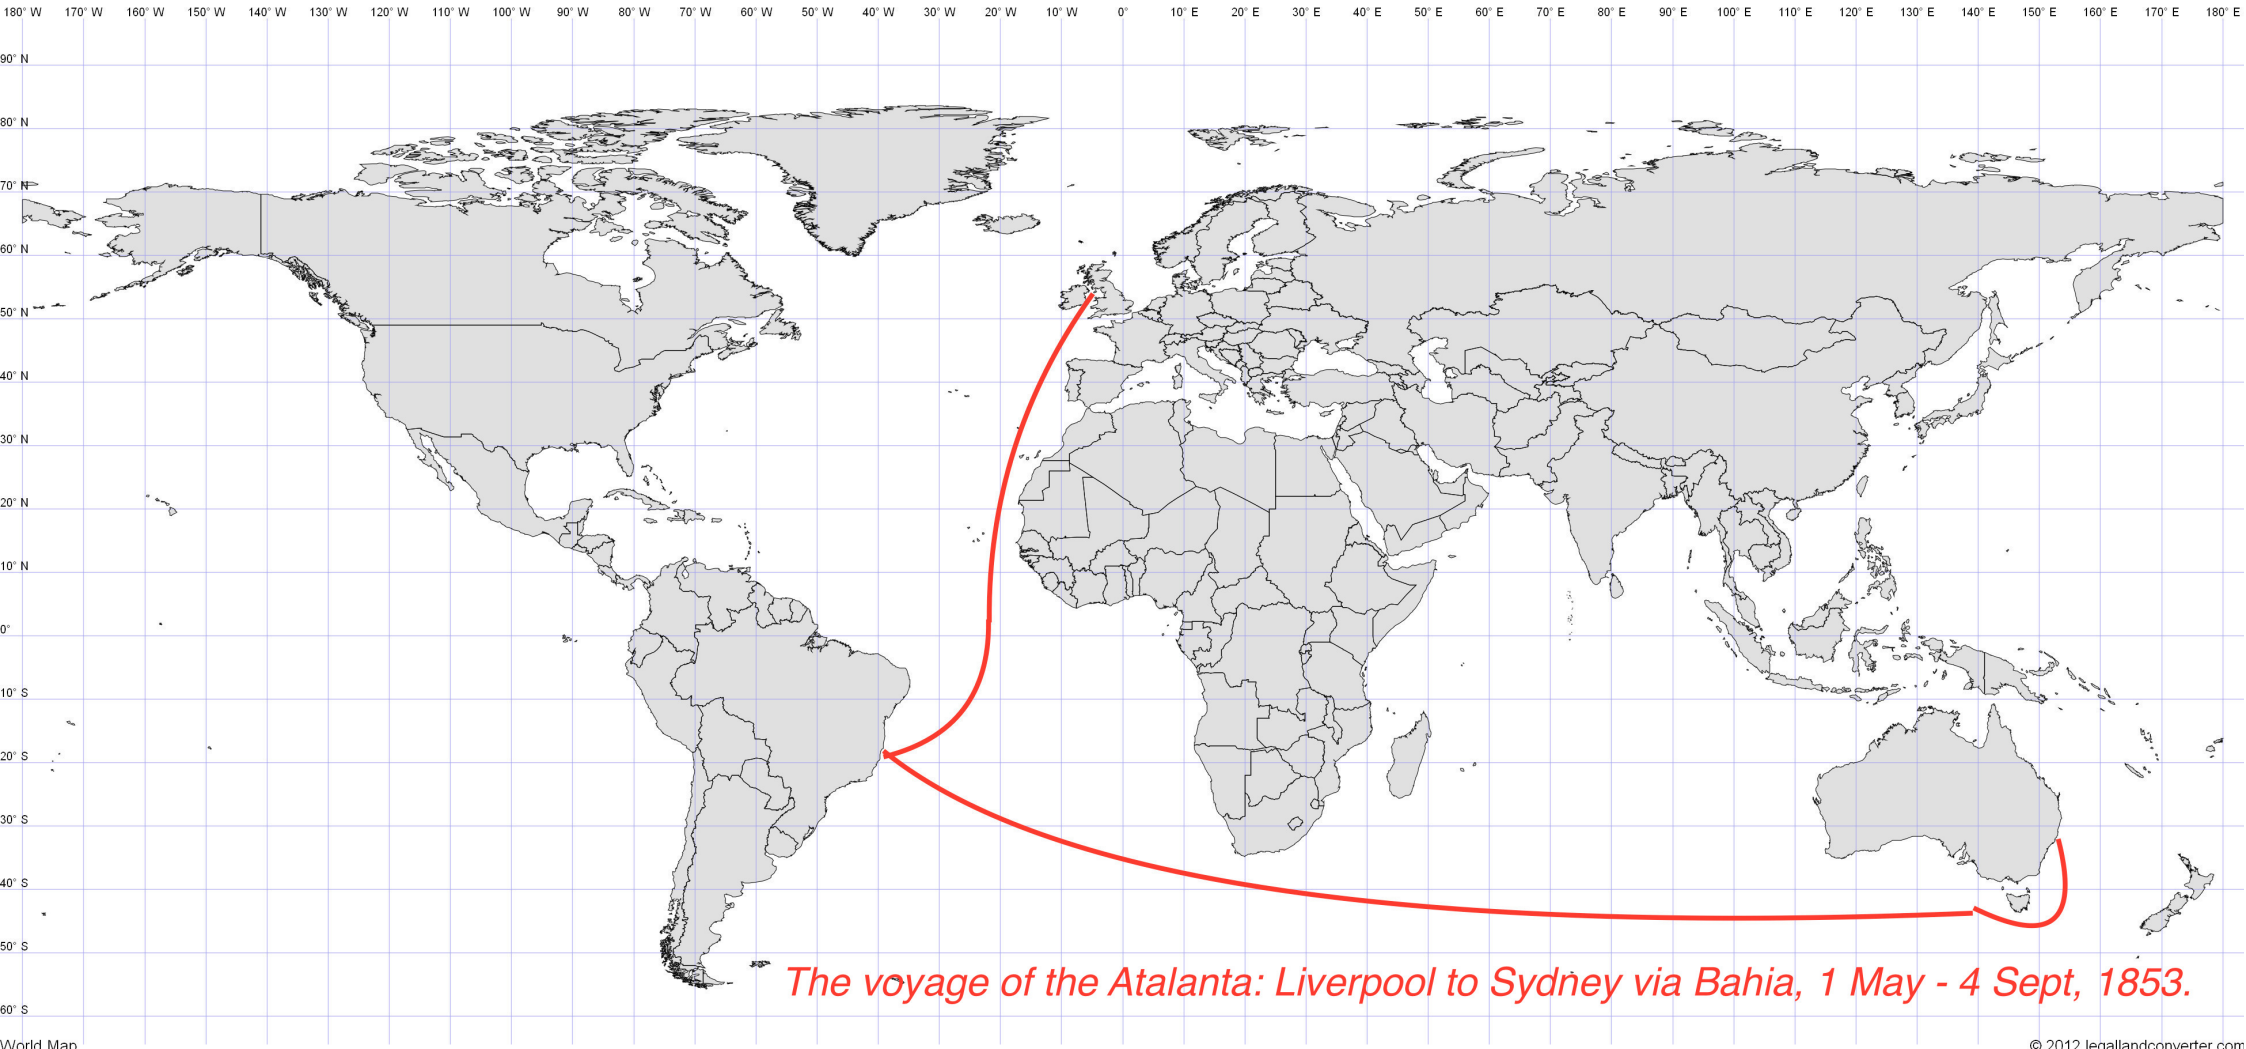 180° W 170° W 160° W 150° W 140° W 130° W 120° W 110° W 100° W 90° W 80° W 70° W 60° W 50° W 40° W 30° W 20° W 10° W 0° 10° E 20° E 30° E 40° E 50° E 60° E 70° E 80° E 90° E 100° E 110° E 120° E 130° E 140° E 150° E 160° E 170° E 180° E
90° N
80° N
70° N
60° N
50° N
40° N
30° N
20° N
10° N
0°
10° S
20° S
30° S
40° S
50° S
The voyage of the Atalanta: Liverpool to Sydney via Bahia, 1 May - 4 Sept, 1853.
60° S
World Map
© 2012 legallandconverter.com